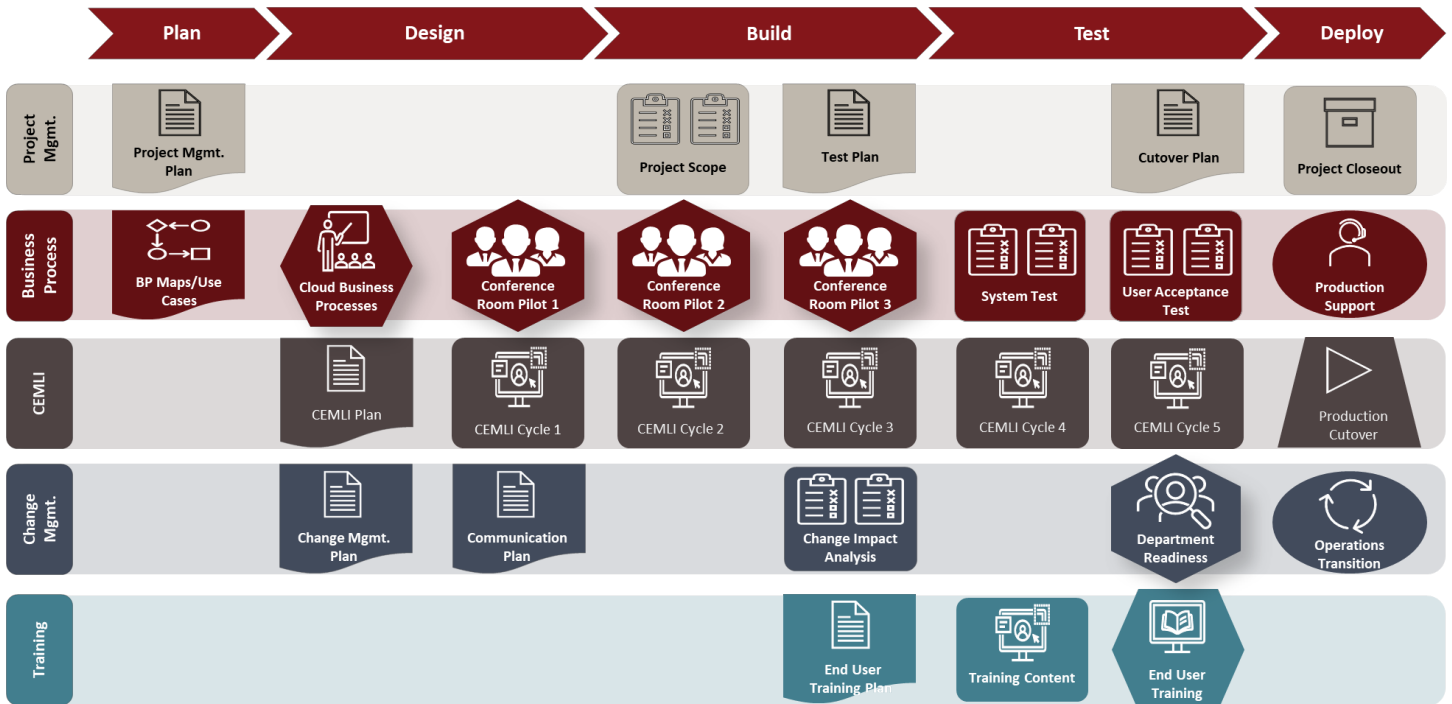 Plan
Design
Build
Test
Deploy
Project
Mgmt.
Project Mgmt.
Plan
Project Scope
Test Plan
Cutover Plan
Project Closeout
Business
Process
BP Maps/Use
Cases
Cloud Business
Processes
Conference
Room Pilot 1
Conference
Room Pilot 2
Conference
Room Pilot 3
System Test
User Acceptance
Test
Production
Support
CEMLI
CEMLI Plan
CEMLI Cycle 1
CEMLI Cycle 2
CEMLI Cycle 3
CEMLI Cycle 4
CEMLI Cycle 5
Production
Cutover
Change
Mgmt.
Change Mgmt.
Plan
Communication
Plan
Change Impact
Analysis
Department
Readiness
Operations
Transition
Training
End User
Training Plan
Training Content
End User
Training